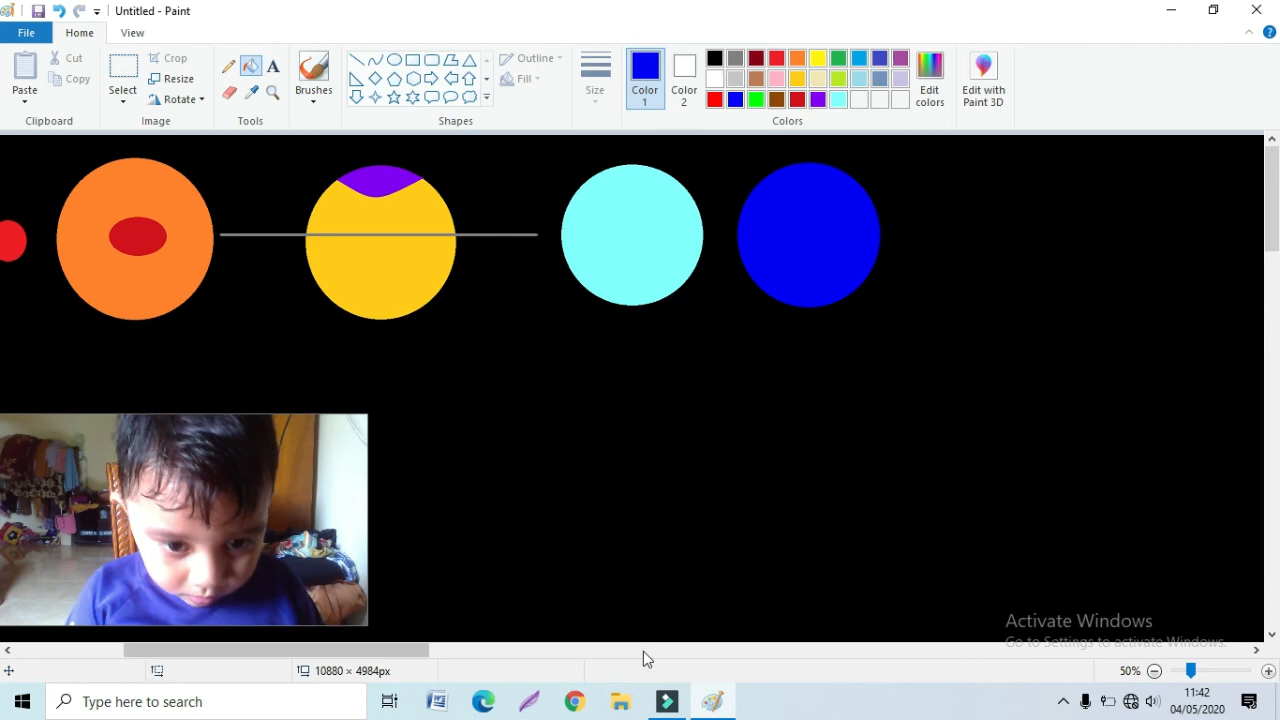 Untitled - Paint
File Home View
Paste
Cut
Copy
Clipboard
Select
Crop
Resize
Rotate
Image
Tools
Brushes
Outline
Fill
Shapes
Size
Color 1
Color 2
Edit colors
Edit with Paint 3D
Colors
Activate Windows
Go to Settings to activate Windows.
10880 × 4984px
50%
Type here to search
11:42
04/05/2020